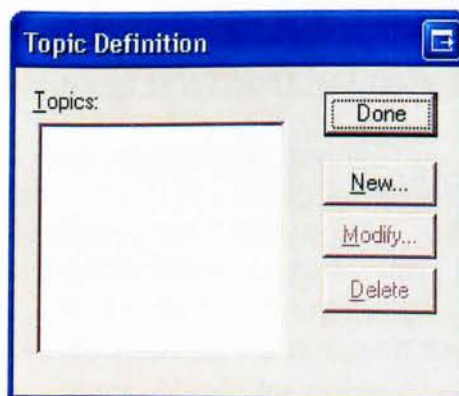 Topic Definition
Topics:
Done
New...
Modify...
Delete